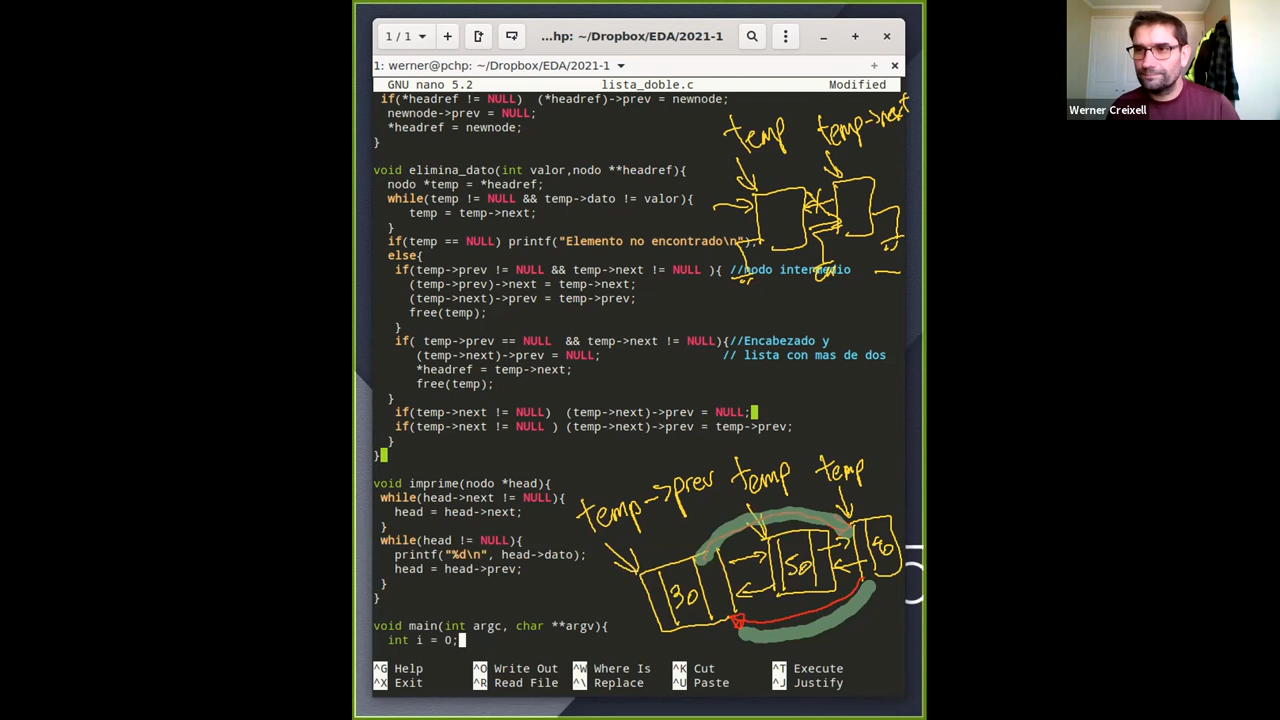 1 / 1
...hp: ~/Dropbox/EDA/2021-1
1: werner@pchp: ~/Dropbox/EDA/2021-1
GNU nano 5.2 lista_doble.c Modified
if(*headref != NULL) (*headref)->prev = newnode;
newnode->prev = NULL;
*headref = newnode;
}
temp temp->next
void elimina_dato(int valor,nodo **headref){
nodo *temp = *headref;
while(temp != NULL && temp->dato != valor){
temp = temp->next;
}
if(temp == NULL) printf("Elemento no encontrado\n");
else{
if(temp->prev != NULL && temp->next != NULL ){ //nodo intermedio
(temp->prev)->next = temp->next;
(temp->next)->prev = temp->prev;
free(temp);
}
if( temp->prev == NULL && temp->next != NULL){//Encabezado y
(temp->next)->prev = NULL; // lista con mas de dos
*headref = temp->next;
free(temp);
}
if(temp->next != NULL) (temp->next)->prev = NULL;
if(temp->next != NULL ) (temp->next)->prev = temp->prev;
}
}
temp->prev temp temp
void imprime(nodo *head){
while(head->next != NULL){
head = head->next;
}
while(head != NULL){
printf("%d\n", head->dato);
head = head->prev;
}
}
30 50
void main(int argc, char **argv){
int i = 0;
^G Help ^O Write Out ^W Where Is ^K Cut ^T Execute
^X Exit ^R Read File ^\ Replace ^U Paste ^J Justify
Werner Creixell